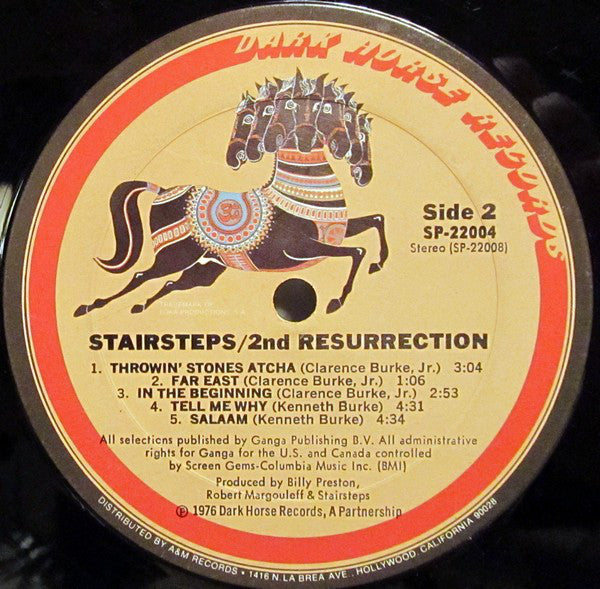 DARK HORSE RECORDS
Side 2
SP-22004
Stereo (SP-22008)
TRADEMARK OF
LOKA PRODUCTIONS, S.A.
STAIRSTEPS/2nd RESURRECTION
1. THROWIN' STONES ATCHA (Clarence Burke, Jr.) 3:04
2. FAR EAST (Clarence Burke, Jr.) 1:06
3. IN THE BEGINNING (Clarence Burke, Jr.) 2:53
4. TELL ME WHY (Kenneth Burke) 4:31
5. SALAAM (Kenneth Burke) 4:34
All selections published by Ganga Publishing B.V. All administrative
rights for Ganga for the U.S. and Canada controlled
by Screen Gems-Columbia Music Inc. (BMI)
Produced by Billy Preston,
Robert Margouleff & Stairsteps
℗ 1976 Dark Horse Records, A Partnership
DISTRIBUTED BY A&M RECORDS • 1416 N. LA BREA AVE., HOLLYWOOD, CALIFORNIA 90028